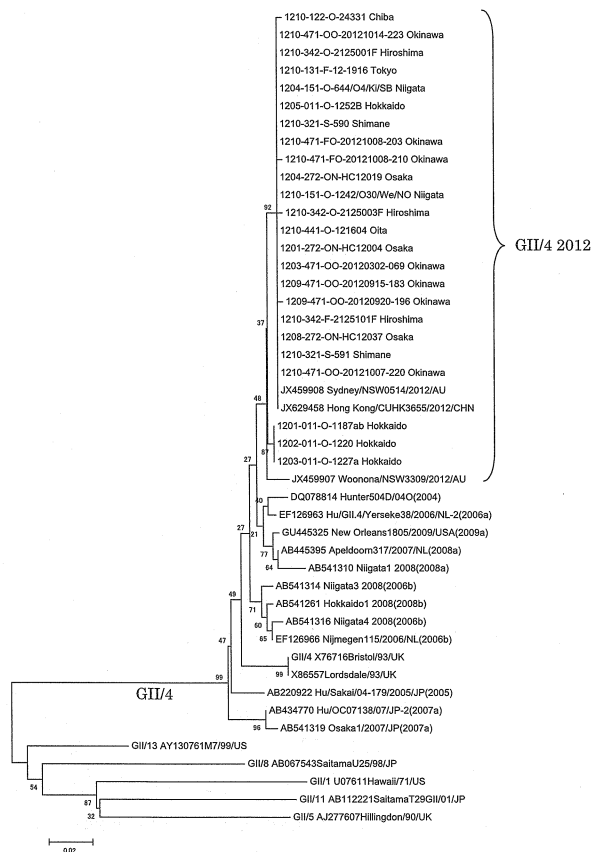 1210-122-O-24331 Chiba
1210-471-OO-20121014-223 Okinawa
1210-342-O-2125001F Hiroshima
1210-131-F-12-1916 Tokyo
1204-151-O-644/O4/Ki/SB Niigata
1205-011-O-1252B Hokkaido
1210-321-S-590 Shimane
1210-471-FO-20121008-203 Okinawa
1210-471-FO-20121008-210 Okinawa
1204-272-ON-HC12019 Osaka
1210-151-O-1242/O30/We/NO Niigata
92
1210-342-O-2125003F Hiroshima
1210-441-O-121604 Oita
1201-272-ON-HC12004 Osaka
GII/4 2012
1203-471-OO-20120302-069 Okinawa
1209-471-OO-20120915-183 Okinawa
1209-471-OO-20120920-196 Okinawa
1210-342-F-2125101F Hiroshima
37
1208-272-ON-HC12037 Osaka
1210-321-S-591 Shimane
1210-471-OO-20121007-220 Okinawa
JX459908 Sydney/NSW0514/2012/AU
48
JX629458 Hong Kong/CUHK3655/2012/CHN
1201-011-O-1187ab Hokkaido
1202-011-O-1220 Hokkaido
87
1203-011-O-1227a Hokkaido
27
JX459907 Woonona/NSW3309/2012/AU
40
DQ078814 Hunter504D/04O(2004)
EF126963 Hu/GII.4/Yerseke38/2006/NL-2(2006a)
27
21
GU445325 New Orleans1805/2009/USA(2009a)
77
AB445395 Apeldoorn317/2007/NL(2008a)
64
AB541310 Niigata1 2008(2008a)
AB541314 Niigata3 2008(2006b)
49
71
AB541261 Hokkaido1 2008(2008b)
60
AB541316 Niigata4 2008(2006b)
65
EF126966 Nijmegen115/2006/NL(2006b)
47
GII/4 X76716Bristol/93/UK
99
X86557Lordsdale/93/UK
99
GII/4
AB220922 Hu/Sakai/04-179/2005/JP(2005)
AB434770 Hu/OC07138/07/JP-2(2007a)
96
AB541319 Osaka1/2007/JP(2007a)
GII/13 AY130761M7/99/US
GII/8 AB067543SaitamaU25/98/JP
54
GII/1 U07611Hawaii/71/US
87
GII/11 AB112221SaitamaT29GII/01/JP
32
GII/5 AJ277607Hillingdon/90/UK
0.02